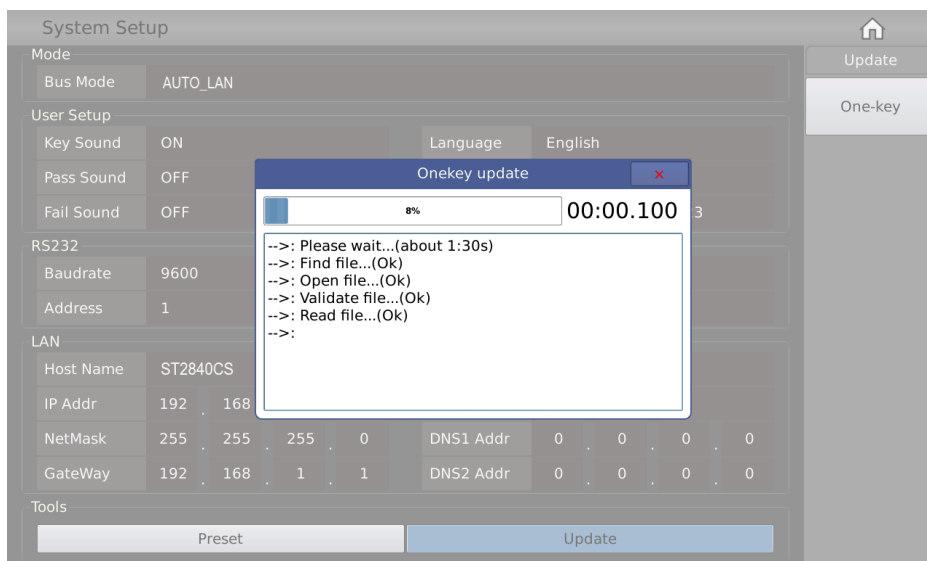 System Setup
Mode
Update
Bus Mode AUTO_LAN
One-key
User Setup
Key Sound ON Language English
Pass Sound OFF
Onekey update
×
Fail Sound OFF
8%
00:00.100
3
RS232
-->: Please wait...(about 1:30s)
-->: Find file...(Ok)
Baudrate 9600
-->: Open file...(Ok)
-->: Validate file...(Ok)
Address 1
-->: Read file...(Ok)
-->:
LAN
Host Name ST2840CS
IP Addr 192 . 168
NetMask 255 . 255 . 255 . 0 DNS1 Addr 0 . 0 . 0 . 0
GateWay 192 . 168 . 1 . 1 DNS2 Addr 0 . 0 . 0 . 0
Tools
Preset Update